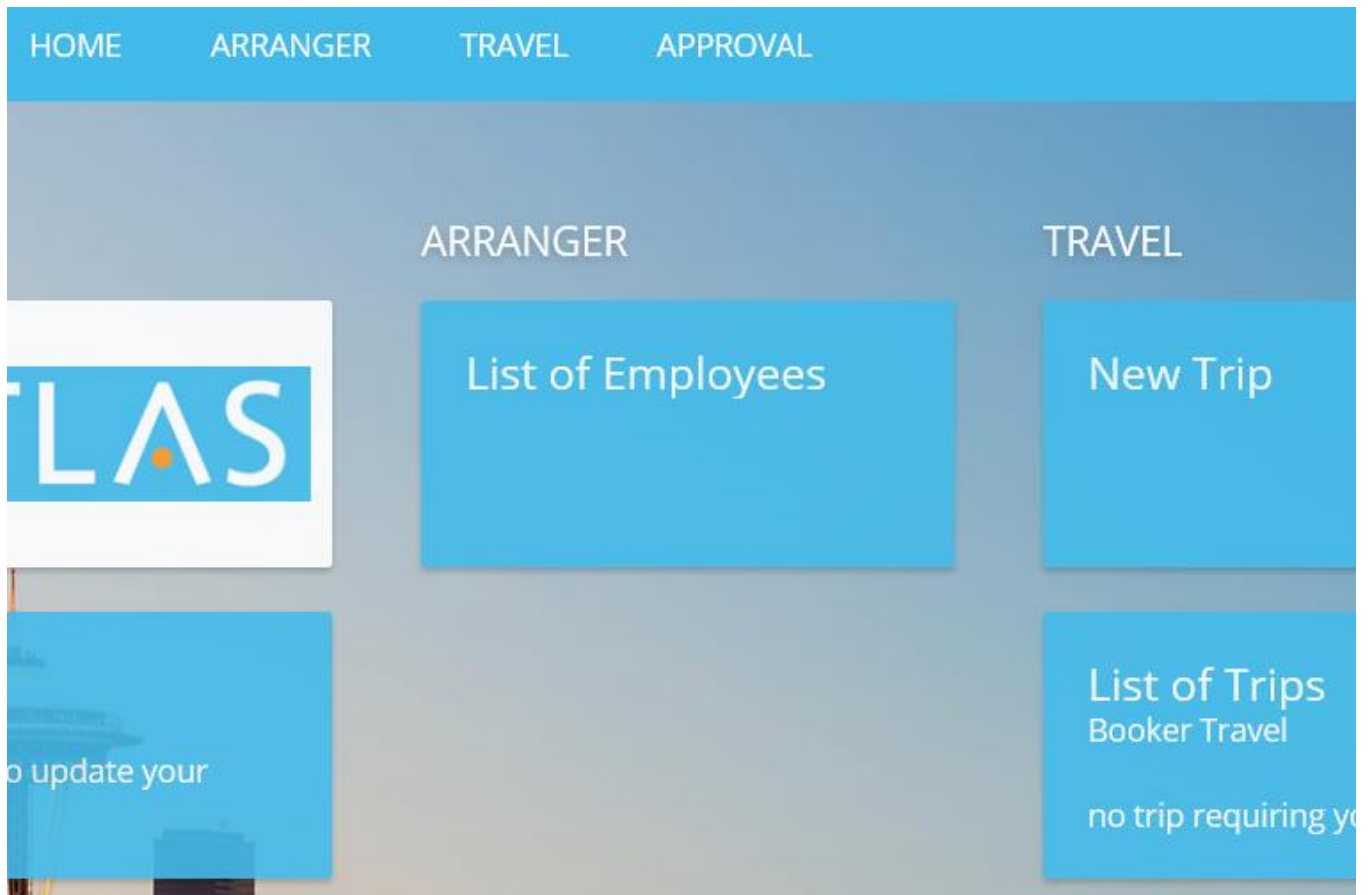 HOME ARRANGER TRAVEL APPROVAL
ARRANGER
TRAVEL
List of Employees
New Trip
TLAS
List of Trips
Booker Travel
update your
no trip requiring